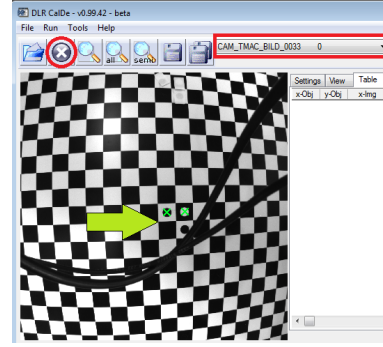 DLR CalDe - v0.99.42 - beta
File Run Tools Help
all semi CAM_TMAC_BILD_0033 0
Settings View Table
x-Obj y-Obj x-Img